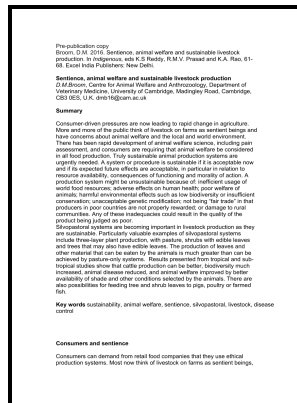 Pre-publication copy
Broom, D.M. 2016. Sentience, animal welfare and sustainable livestock
production. In Indigenous, eds K.S Reddy, R.M.V. Prasad and K.A. Rao, 61-
68. Excel India Publishers: New Delhi.
Sentience, animal welfare and sustainable livestock production
D.M.Broom, Centre for Animal Welfare and Anthrozoology, Department of
Veterinary Medicine, University of Cambridge, Madingley Road, Cambridge,
CB3 0ES, U.K. dmb16@cam.ac.uk
Summary
Consumer-driven pressures are now leading to rapid change in agriculture.
More and more of the public think of livestock on farms as sentient beings and
have concerns about animal welfare and the local and world environment.
There has been rapid development of animal welfare science, including pain
assessment, and consumers are requiring that animal welfare be considered
in all food production. Truly sustainable animal production systems are
urgently needed. A system or procedure is sustainable if it is acceptable now
and if its expected future effects are acceptable, in particular in relation to
resource availability, consequences of functioning and morality of action. A
production system might be unsustainable because of: inefficient usage of
world food resources; adverse effects on human health; poor welfare of
animals; harmful environmental effects such as low biodiversity or insufficient
conservation; unacceptable genetic modification; not being "fair trade" in that
producers in poor countries are not properly rewarded; or damage to rural
communities. Any of these inadequacies could result in the quality of the
product being judged as poor.
Silvopastoral systems are becoming important in livestock production as they
are sustainable. Particularly valuable examples of silvopastoral systems
include three-layer plant production, with pasture, shrubs with edible leaves
and trees that may also have edible leaves. The production of leaves and
other material that can be eaten by the animals is much greater than can be
achieved by pasture-only systems. Results presented from tropical and sub-
tropical studies show that cattle production can be better, biodiversity much
increased, animal disease reduced, and animal welfare improved by better
availability of shade and other conditions selected by the animals. There are
also possibilities for feeding tree and shrub leaves to pigs, poultry or farmed
fish.
Key words sustainability, animal welfare, sentience, silvopastoral, livestock, disease
control
Consumers and sentience
Consumers can demand from retail food companies that they use ethical
production systems. Most now think of livestock on farms as sentient beings,